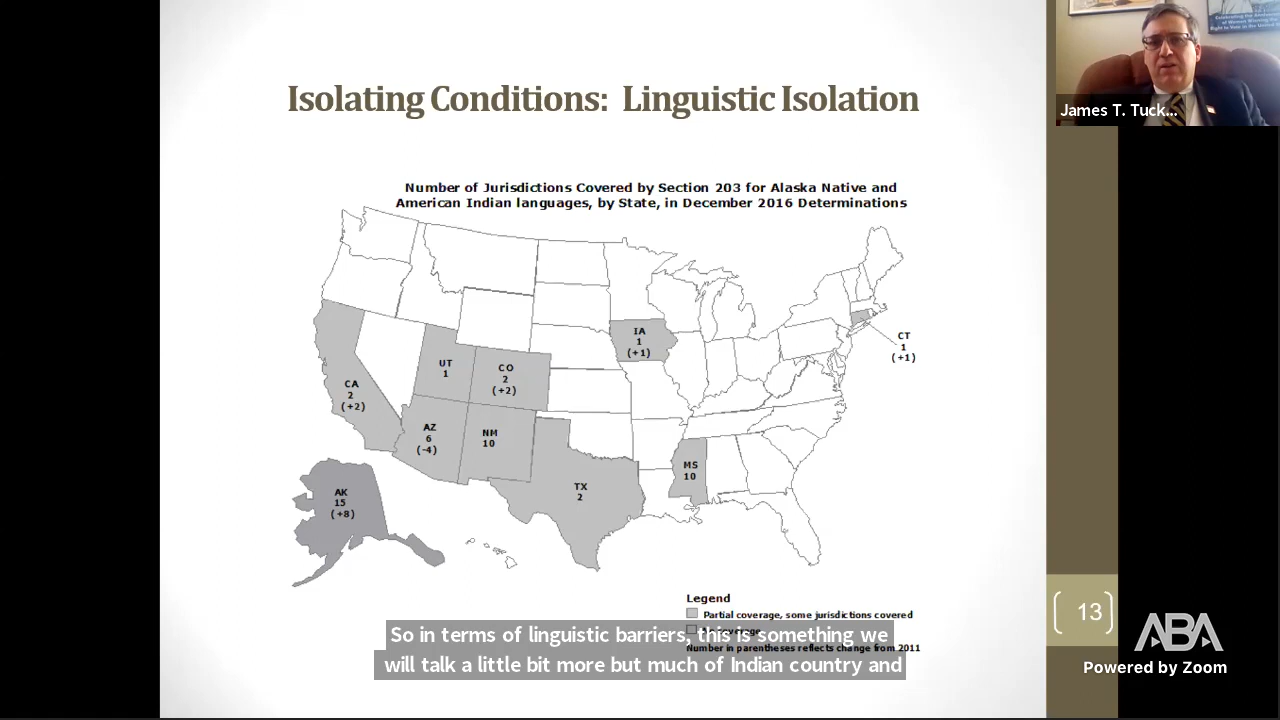 Isolating Conditions: Linguistic Isolation
James T. Tuck...
Number of Jurisdictions Covered by Section 203 for Alaska Native and
American Indian languages, by State, in December 2016 Determinations
IA
1
(+1)
CT
1
(+1)
UT
1
CO
2
(+2)
CA
2
(+2)
AZ
6
(-4)
NM
10
MS
10
TX
2
AK
15
(+8)
Legend
Partial coverage, some jurisdictions covered
Number in parentheses reflects change from 2011
So in terms of linguistic barriers, this is something we
will talk a little bit more but much of Indian country and
13
ABA
Powered by Zoom